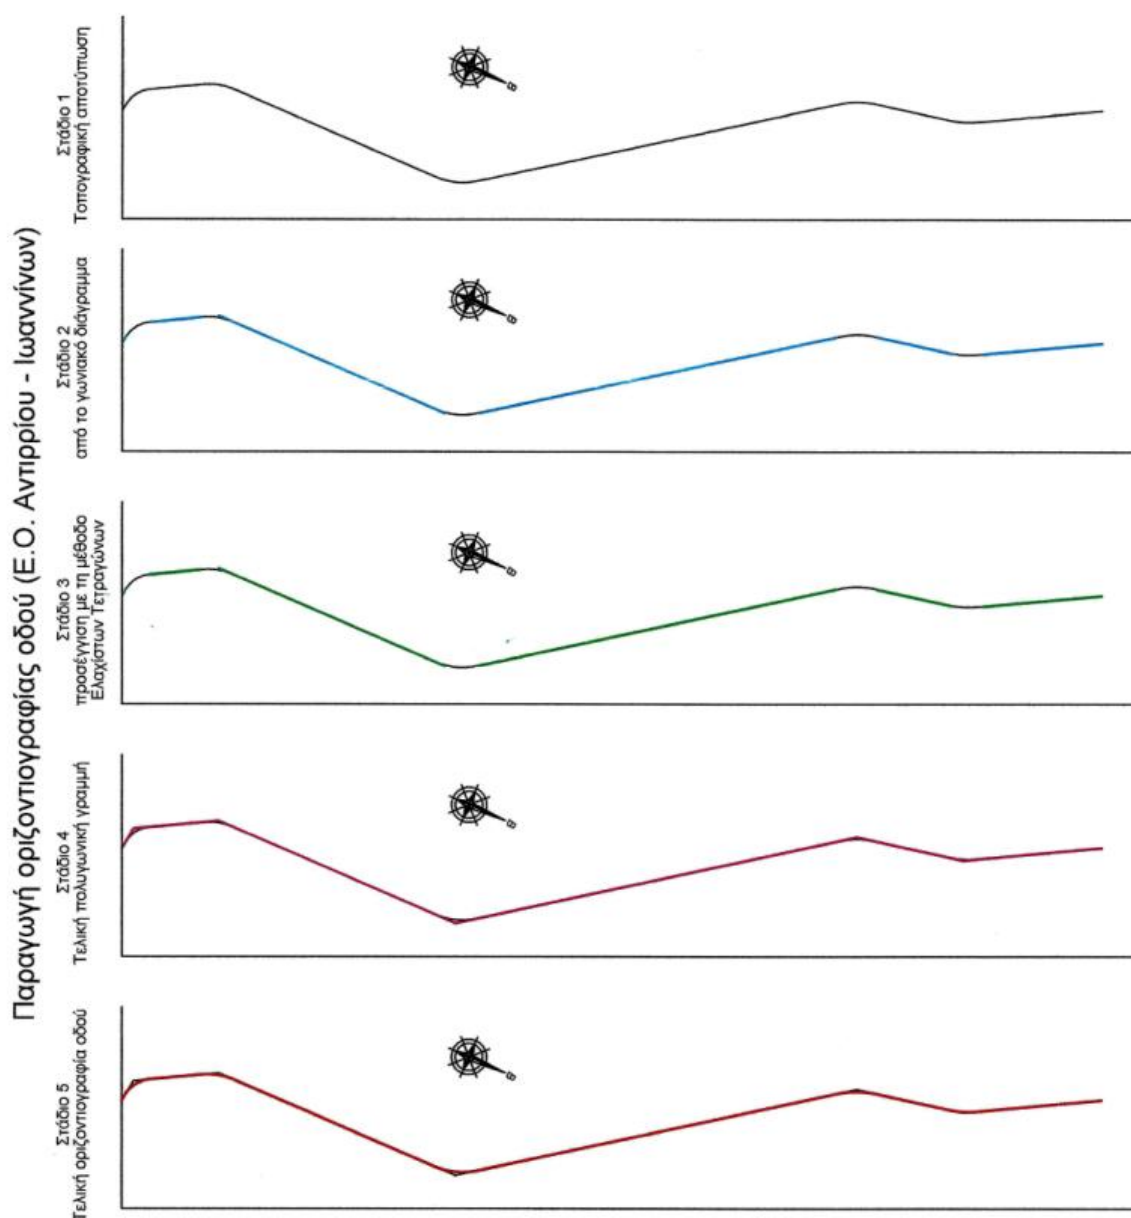 Παραγωγή οριζοντιογραφίας οδού (Ε.Ο. Αντιρρίου - Ιωαννίνων)
Στάδιο 1
Τοπογραφική αποτύπωση
Β
Στάδιο 2
από το γωνιακό διάγραμμα
Β
Στάδιο 3
προσέγγιση με τη μέθοδο
Ελαχίστων Τετραγώνων
Β
Στάδιο 4
Τελική πολυγωνική γραμμή
Β
Στάδιο 5
Τελική οριζοντιογραφία οδού
Β